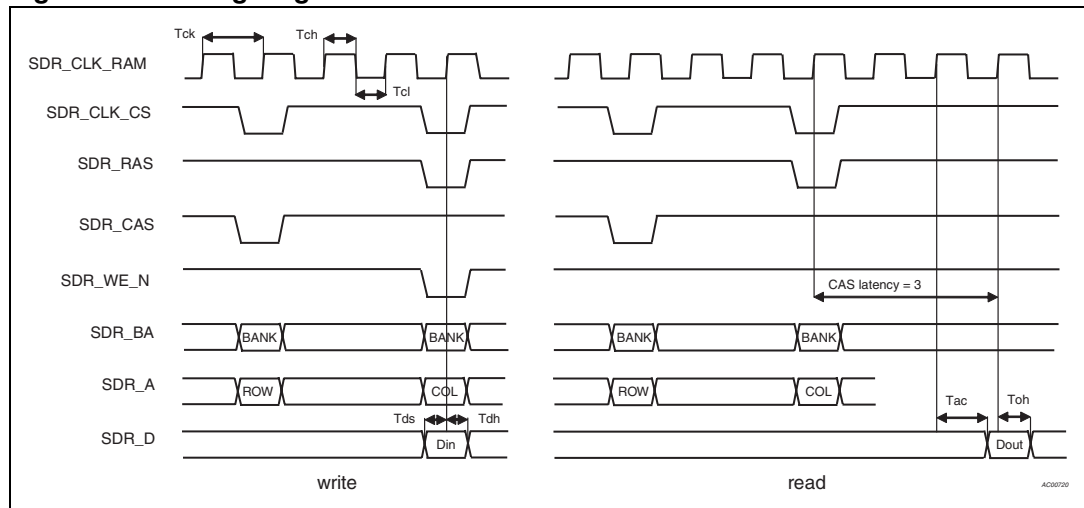 Tck
Tch
SDR_CLK_RAM
Tcl
SDR_CLK_CS
SDR_RAS
SDR_CAS
SDR_WE_N
CAS latency = 3
SDR_BA
BANK
BANK
BANK
BANK
SDR_A
ROW
COL
ROW
COL
Tds
Tdh
Tac
Toh
SDR_D
Din
Dout
write
read
AC00720